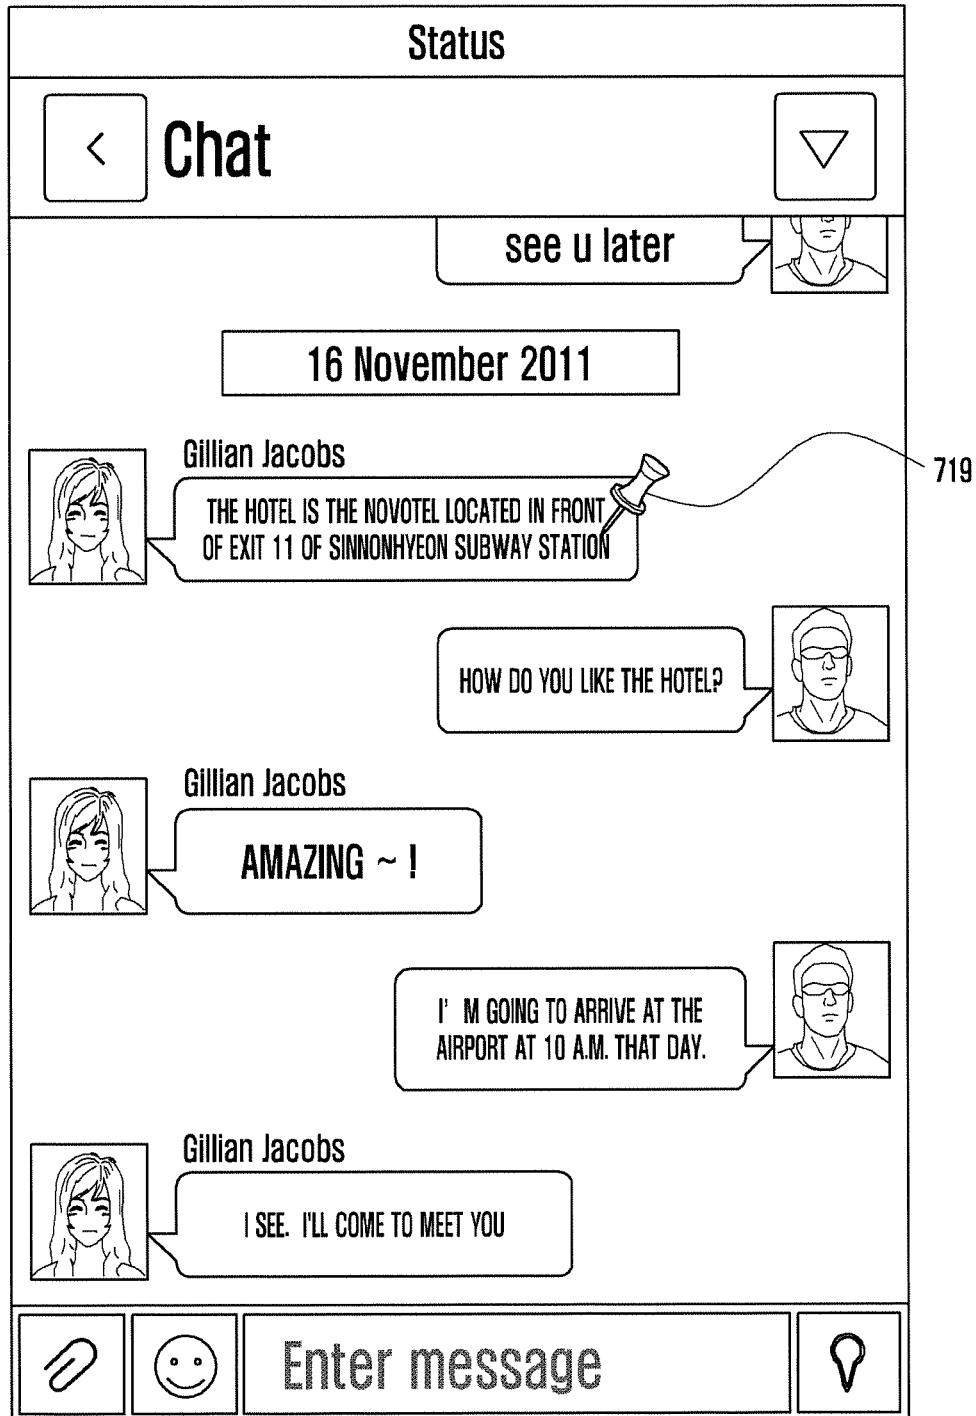 Status
< Chat
see u later
16 November 2011
Gillian Jacobs
719
THE HOTEL IS THE NOVOTEL LOCATED IN FRONT
OF EXIT 11 OF SINNONHYEON SUBWAY STATION
HOW DO YOU LIKE THE HOTEL?
Gillian Jacobs
AMAZING ~ !
I' M GOING TO ARRIVE AT THE
AIRPORT AT 10 A.M. THAT DAY.
Gillian Jacobs
I SEE. I'LL COME TO MEET YOU
Enter message